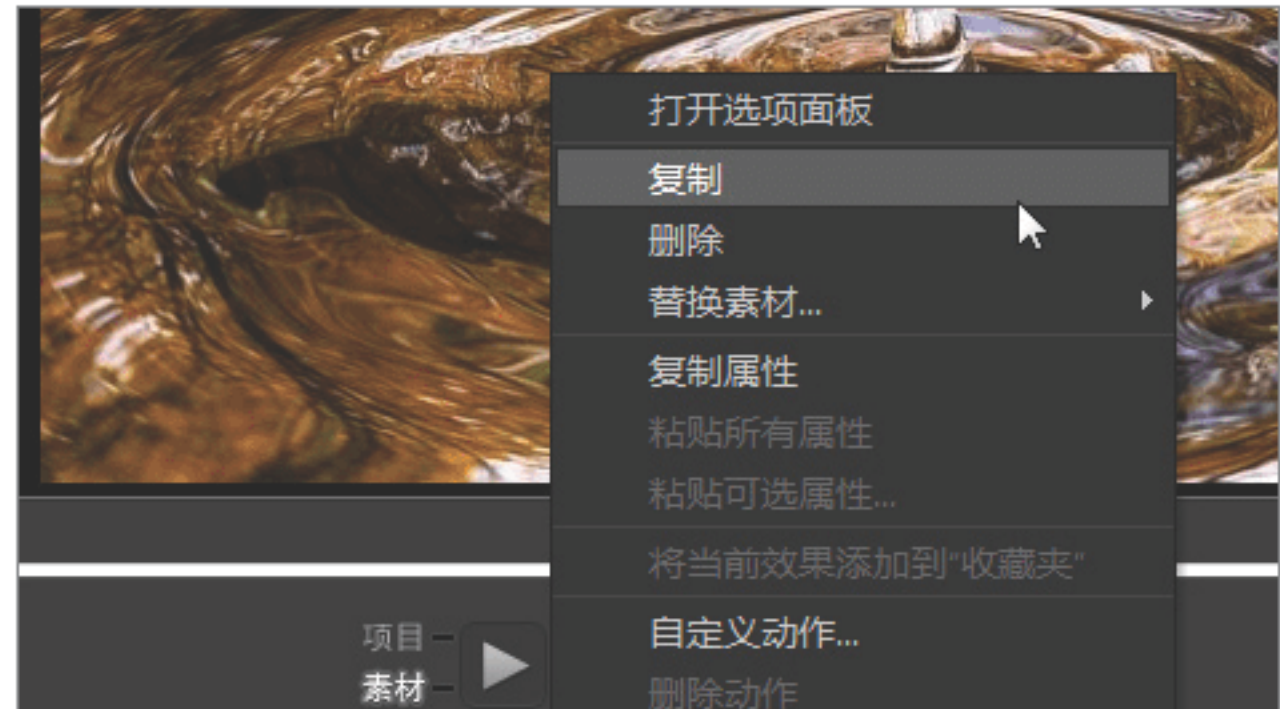 打开选项面板
复制
删除
替换素材...
复制属性
粘贴所有属性
粘贴可选属性...
将当前效果添加到"收藏夹"
自定义动作...
删除动作
项目
素材